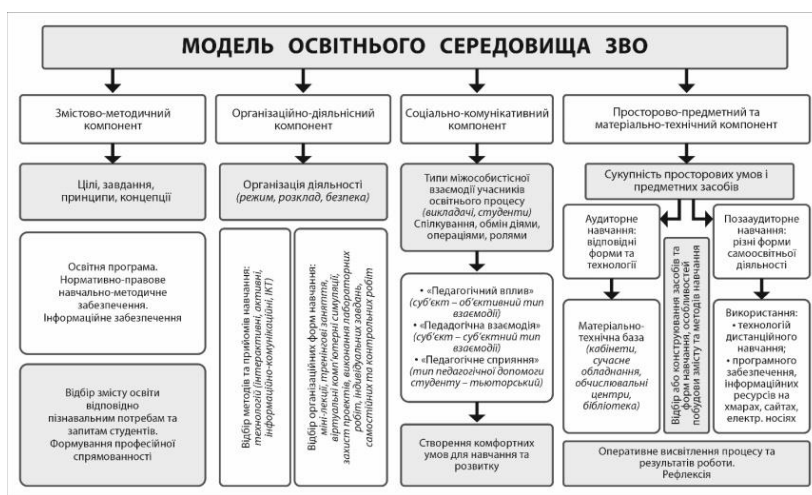 МОДЕЛЬ ОСВІТНЬОГО СЕРЕДОВИЩА ЗВО
Змістово-методичний
компонент
Цілі, завдання,
принципи, концепції
Освітня програма.
Нормативно-правове
навчально-методичне
забезпечення.
Інформаційне забезпечення
Відбір змісту освіти
відповідно
пізнавальним потребам та
запитам студентів.
Формування професійної
спрямованості
Організаційно-діяльнісний
компонент
Організація діяльності
(режим, розклад, безпека)
Відбір методів та прийомів навчання:
технологій (інтерактивні, активні,
інформаційно-комунікаційні, ІКТ)
Відбір організаційних форм навчання:
міні-лекції, тренінгові заняття,
віртуальні комп'ютерні симуляції,
захист проектів, виконання лабораторних
робіт, індивідуальних завдань,
самостійних та контрольних робіт
Соціально-комунікативний
компонент
Типи міжособистісної
взаємодії учасників
освітнього процесу
(викладачі, студенти)
Спілкування, обмін діями,
операціями, ролями
• «Педагогічний вплив»
(суб'єкт – об'єктивний тип
взаємодії)
• «Педагогічна взаємодія»
(суб'єкт – суб'єктний тип
взаємодії)
• «Педагогічне сприяння»
(тип педагогічної допомоги
студенту – тьюторський)
Створення комфортних
умов для навчання та
розвитку
Просторово-предметний та
матеріально-технічний компонент
Сукупність просторових умов і
предметних засобів
Аудиторне
навчання:
відповідні
форми та
технології
Матеріально-
технічна база
(кабінети,
сучасне
обладнання,
обчислювальні
центри,
бібліотека)
Відбір або конструювання засобів та
форм навчання, особливостей
побудови змісту та методів навчання
Позааудиторне
навчання:
різні форми
самоосвітньої
діяльності
Використання:
• технологій
дистанційного
навчання;
• програмного
забезпечення,
інформаційних
ресурсів на
хмарах, сайтах,
електр. носіях
Оперативне висвітлення процесу та
результатів роботи.
Рефлексія